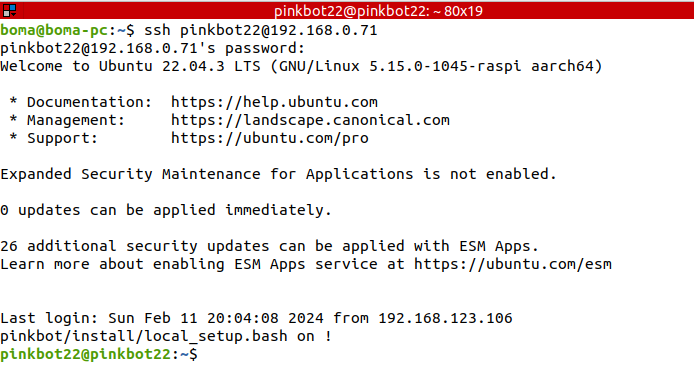 pinkbot22@pinkbot22: ~ 80x19
boma@boma-pc:~$ ssh pinkbot22@192.168.0.71
pinkbot22@192.168.0.71's password:
Welcome to Ubuntu 22.04.3 LTS (GNU/Linux 5.15.0-1045-raspi aarch64)
* Documentation:  https://help.ubuntu.com
* Management:     https://landscape.canonical.com
* Support:        https://ubuntu.com/pro
Expanded Security Maintenance for Applications is not enabled.
0 updates can be applied immediately.
26 additional security updates can be applied with ESM Apps.
Learn more about enabling ESM Apps service at https://ubuntu.com/esm
Last login: Sun Feb 11 20:04:08 2024 from 192.168.123.106
pinkbot/install/local_setup.bash on !
pinkbot22@pinkbot22:~$